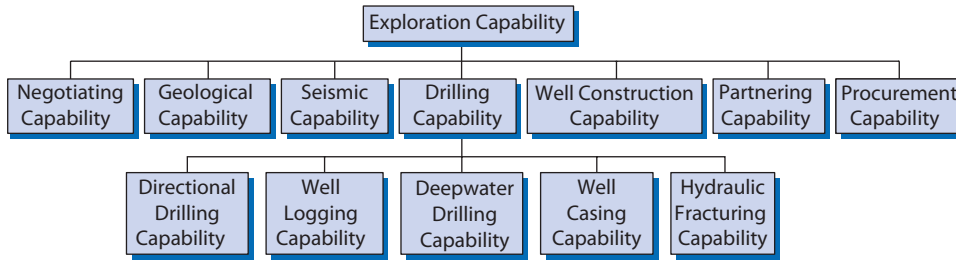 Exploration Capability
Negotiating
Capability
Geological
Capability
Seismic
Capability
Drilling
Capability
Well Construction
Capability
Partnering
Capability
Procurement
Capability
Directional
Drilling
Capability
Well
Logging
Capability
Deepwater
Drilling
Capability
Well
Casing
Capability
Hydraulic
Fracturing
Capability